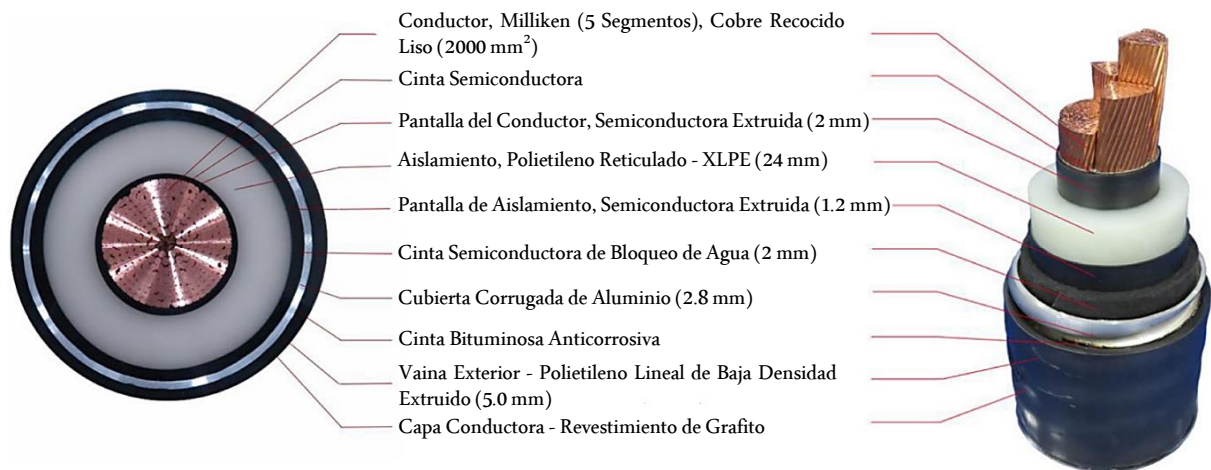 Conductor, Milliken (5 Segmentos), Cobre Recocido
Liso (2000 mm²)
Cinta Semiconductora
Pantalla del Conductor, Semiconductora Extruida (2 mm)
Aislamiento, Polietileno Reticulado - XLPE (24 mm)
Pantalla de Aislamiento, Semiconductora Extruida (1.2 mm)
Cinta Semiconductora de Bloqueo de Agua (2 mm)
Cubierta Corrugada de Aluminio (2.8 mm)
Cinta Bituminosa Anticorrosiva
Vaina Exterior - Polietileno Lineal de Baja Densidad
Extruido (5.0 mm)
Capa Conductora - Revestimiento de Grafito